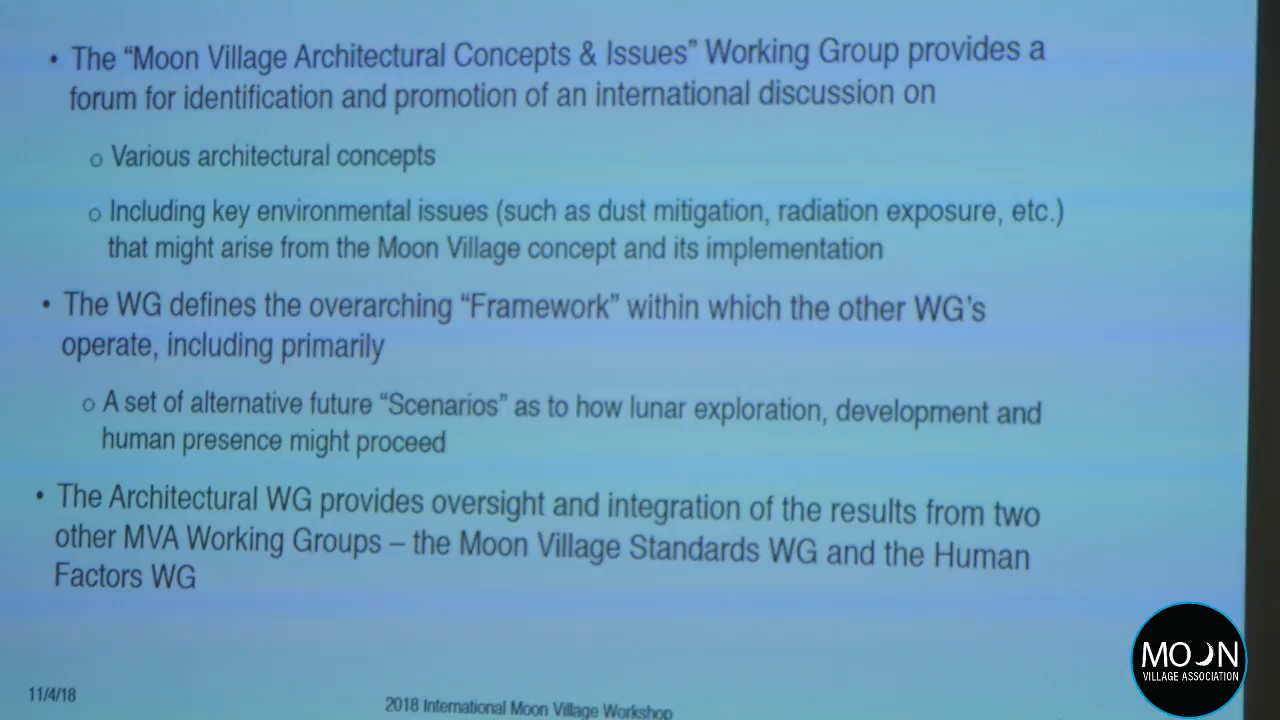 • The “Moon Village Architectural Concepts & Issues” Working Group provides a
forum for identification and promotion of an international discussion on
o Various architectural concepts
o Including key environmental issues (such as dust mitigation, radiation exposure, etc.)
that might arise from the Moon Village concept and its implementation
• The WG defines the overarching “Framework” within which the other WG’s
operate, including primarily
o A set of alternative future “Scenarios” as to how lunar exploration, development and
human presence might proceed
• The Architectural WG provides oversight and integration of the results from two
other MVA Working Groups – the Moon Village Standards WG and the Human
Factors WG
11/4/18
2018 International Moon Village Workshop
MOON
VILLAGE ASSOCIATION